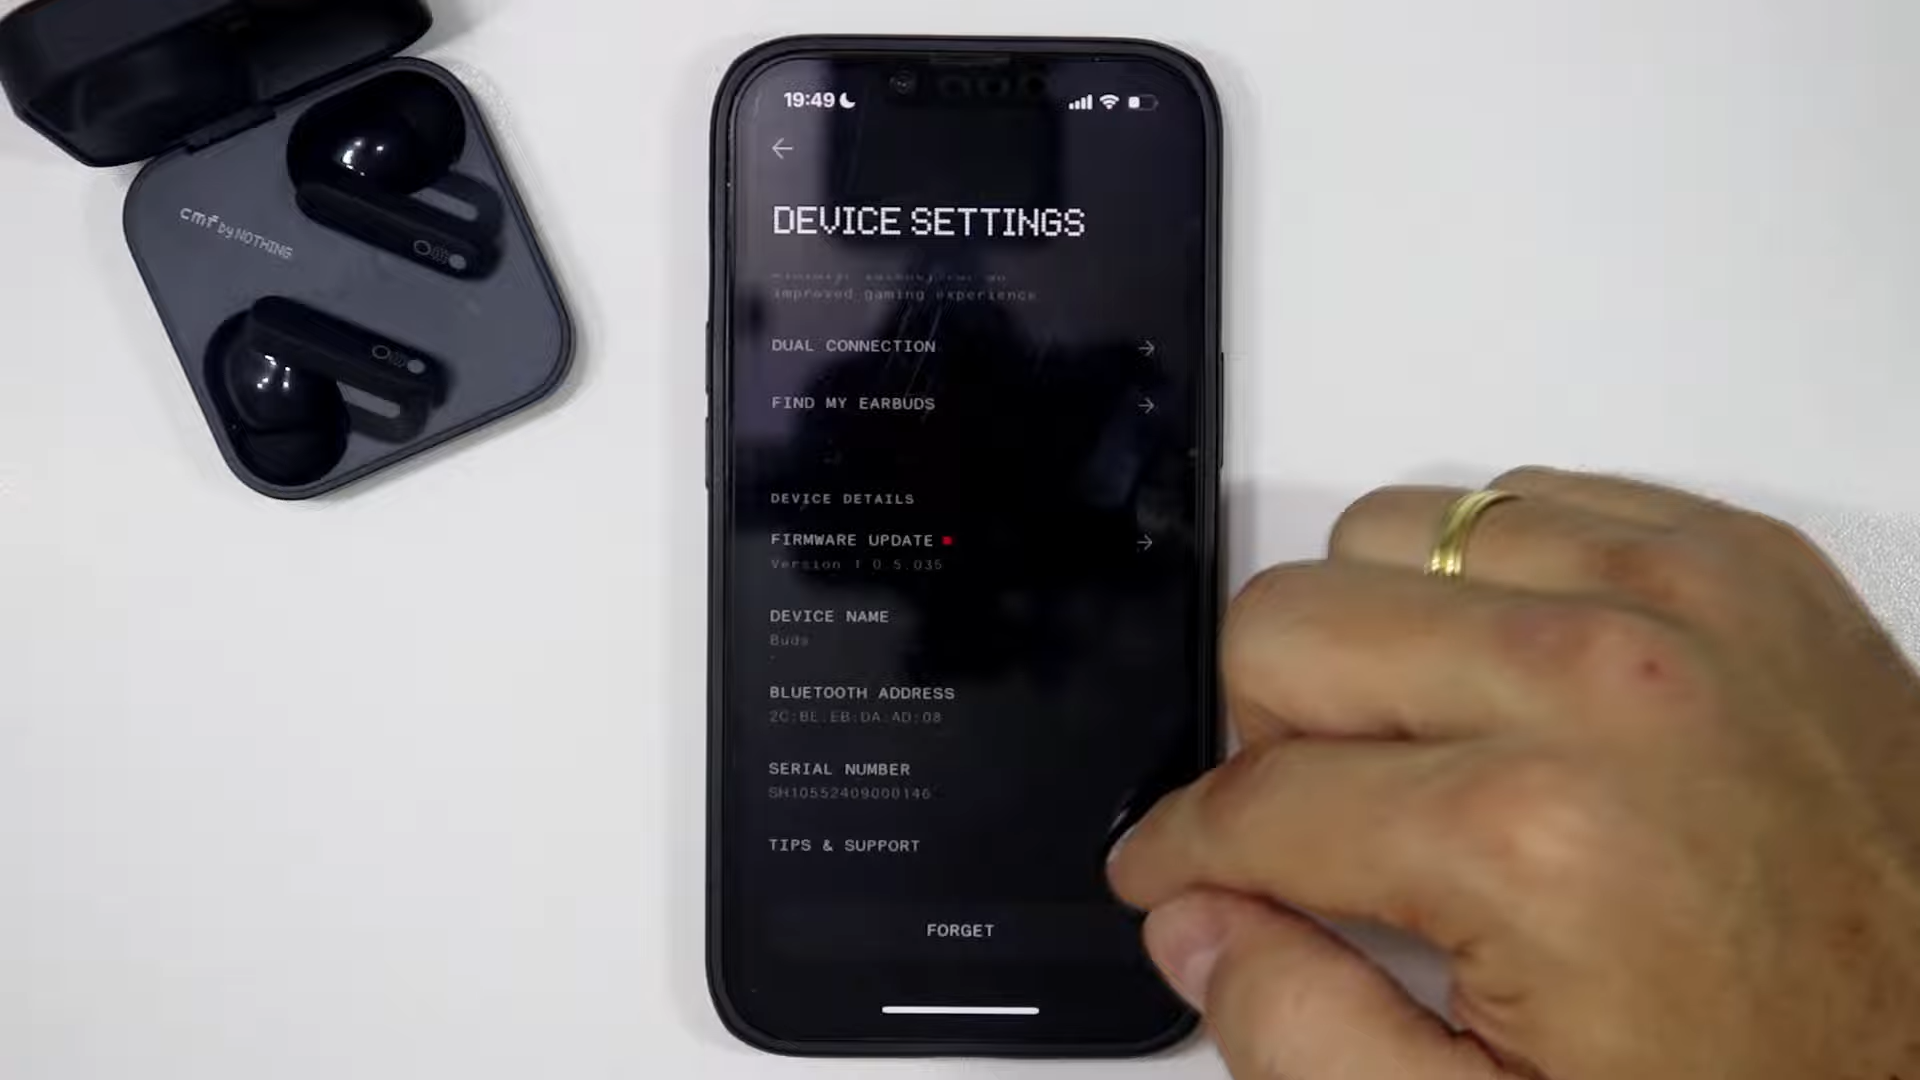 cmf by NOTHING
19:49
DEVICE SETTINGS
improved gaming experience
DUAL CONNECTION
FIND MY EARBUDS
DEVICE DETAILS
FIRMWARE UPDATE
Version 1.0.5.035
DEVICE NAME
Buds
BLUETOOTH ADDRESS
2C:BE:EB:DA:AD:08
SERIAL NUMBER
SH10552409000146
TIPS & SUPPORT
FORGET